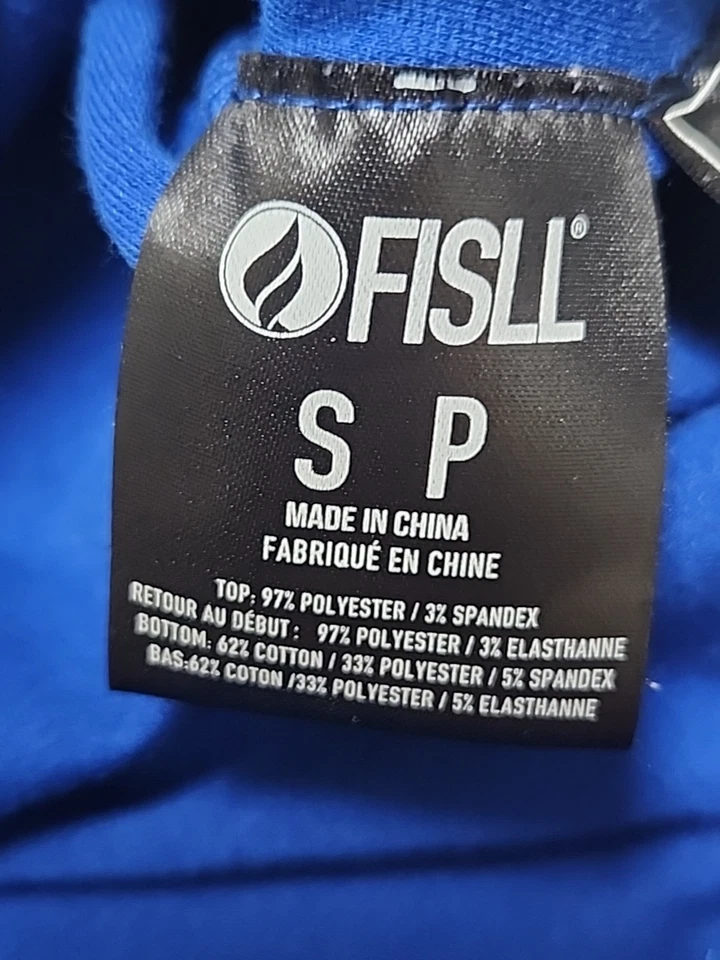 FISLL®
S P
MADE IN CHINA
FABRIQUÉ EN CHINE
TOP: 97% POLYESTER / 3% SPANDEX
RETOUR AU DÉBUT: 97% POLYESTER / 3% ELASTHANNE
BOTTOM: 62% COTTON / 33% POLYESTER / 5% SPANDEX
BAS:62% COTON /33% POLYESTER / 5% ELASTHANNE